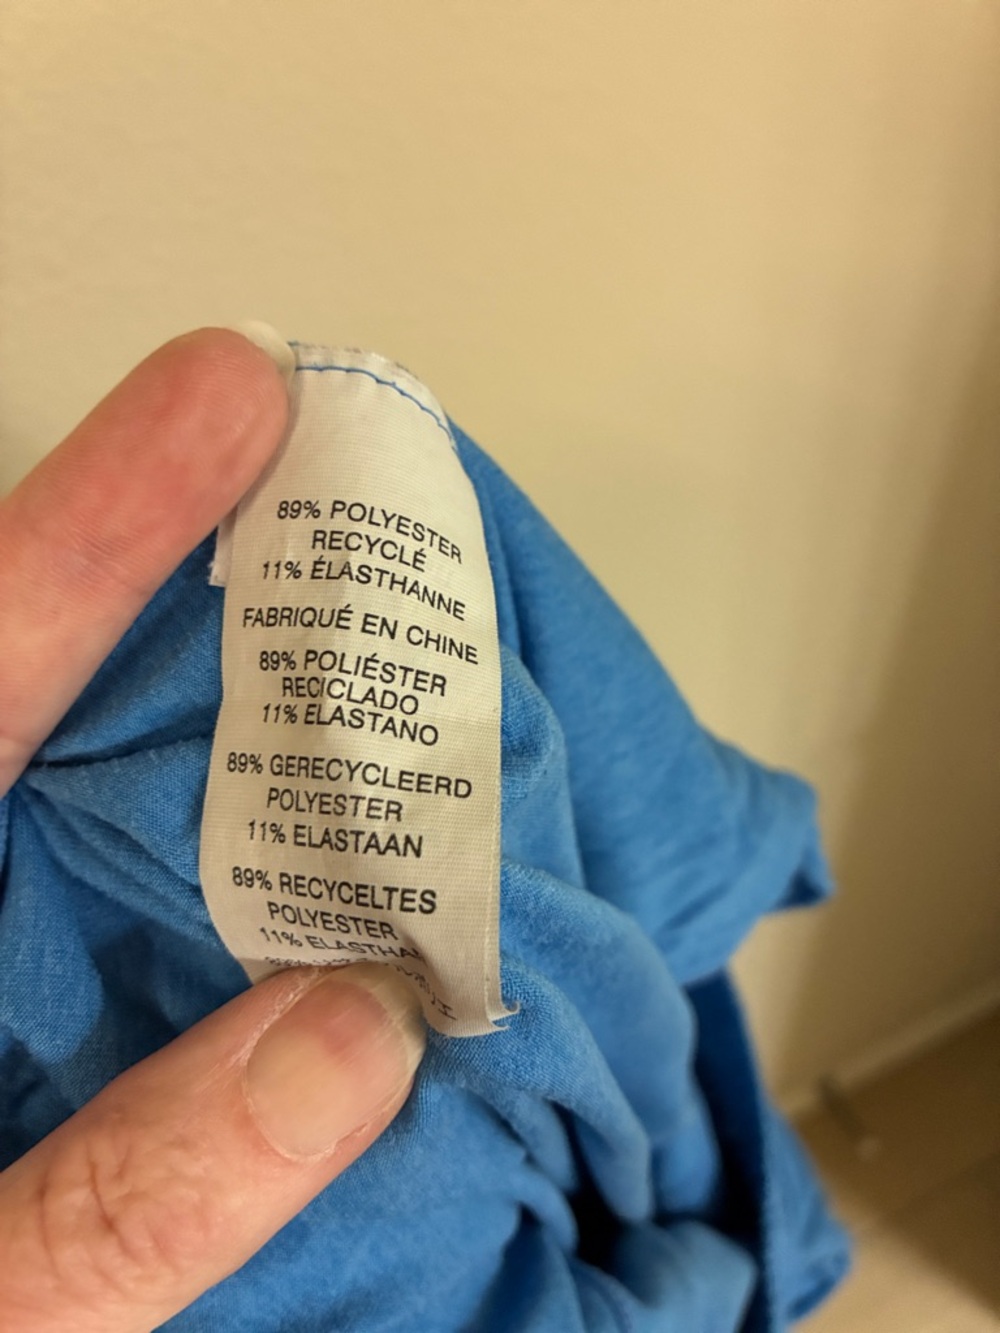 89% POLYESTER
RECYCLÉ
11% ÉLASTHANNE
FABRIQUÉ EN CHINE
89% POLIÉSTER
RECICLADO
11% ELASTANO
89% GERECYCLEERD
POLYESTER
11% ELASTAAN
89% RECYCELTES
POLYESTER
11%